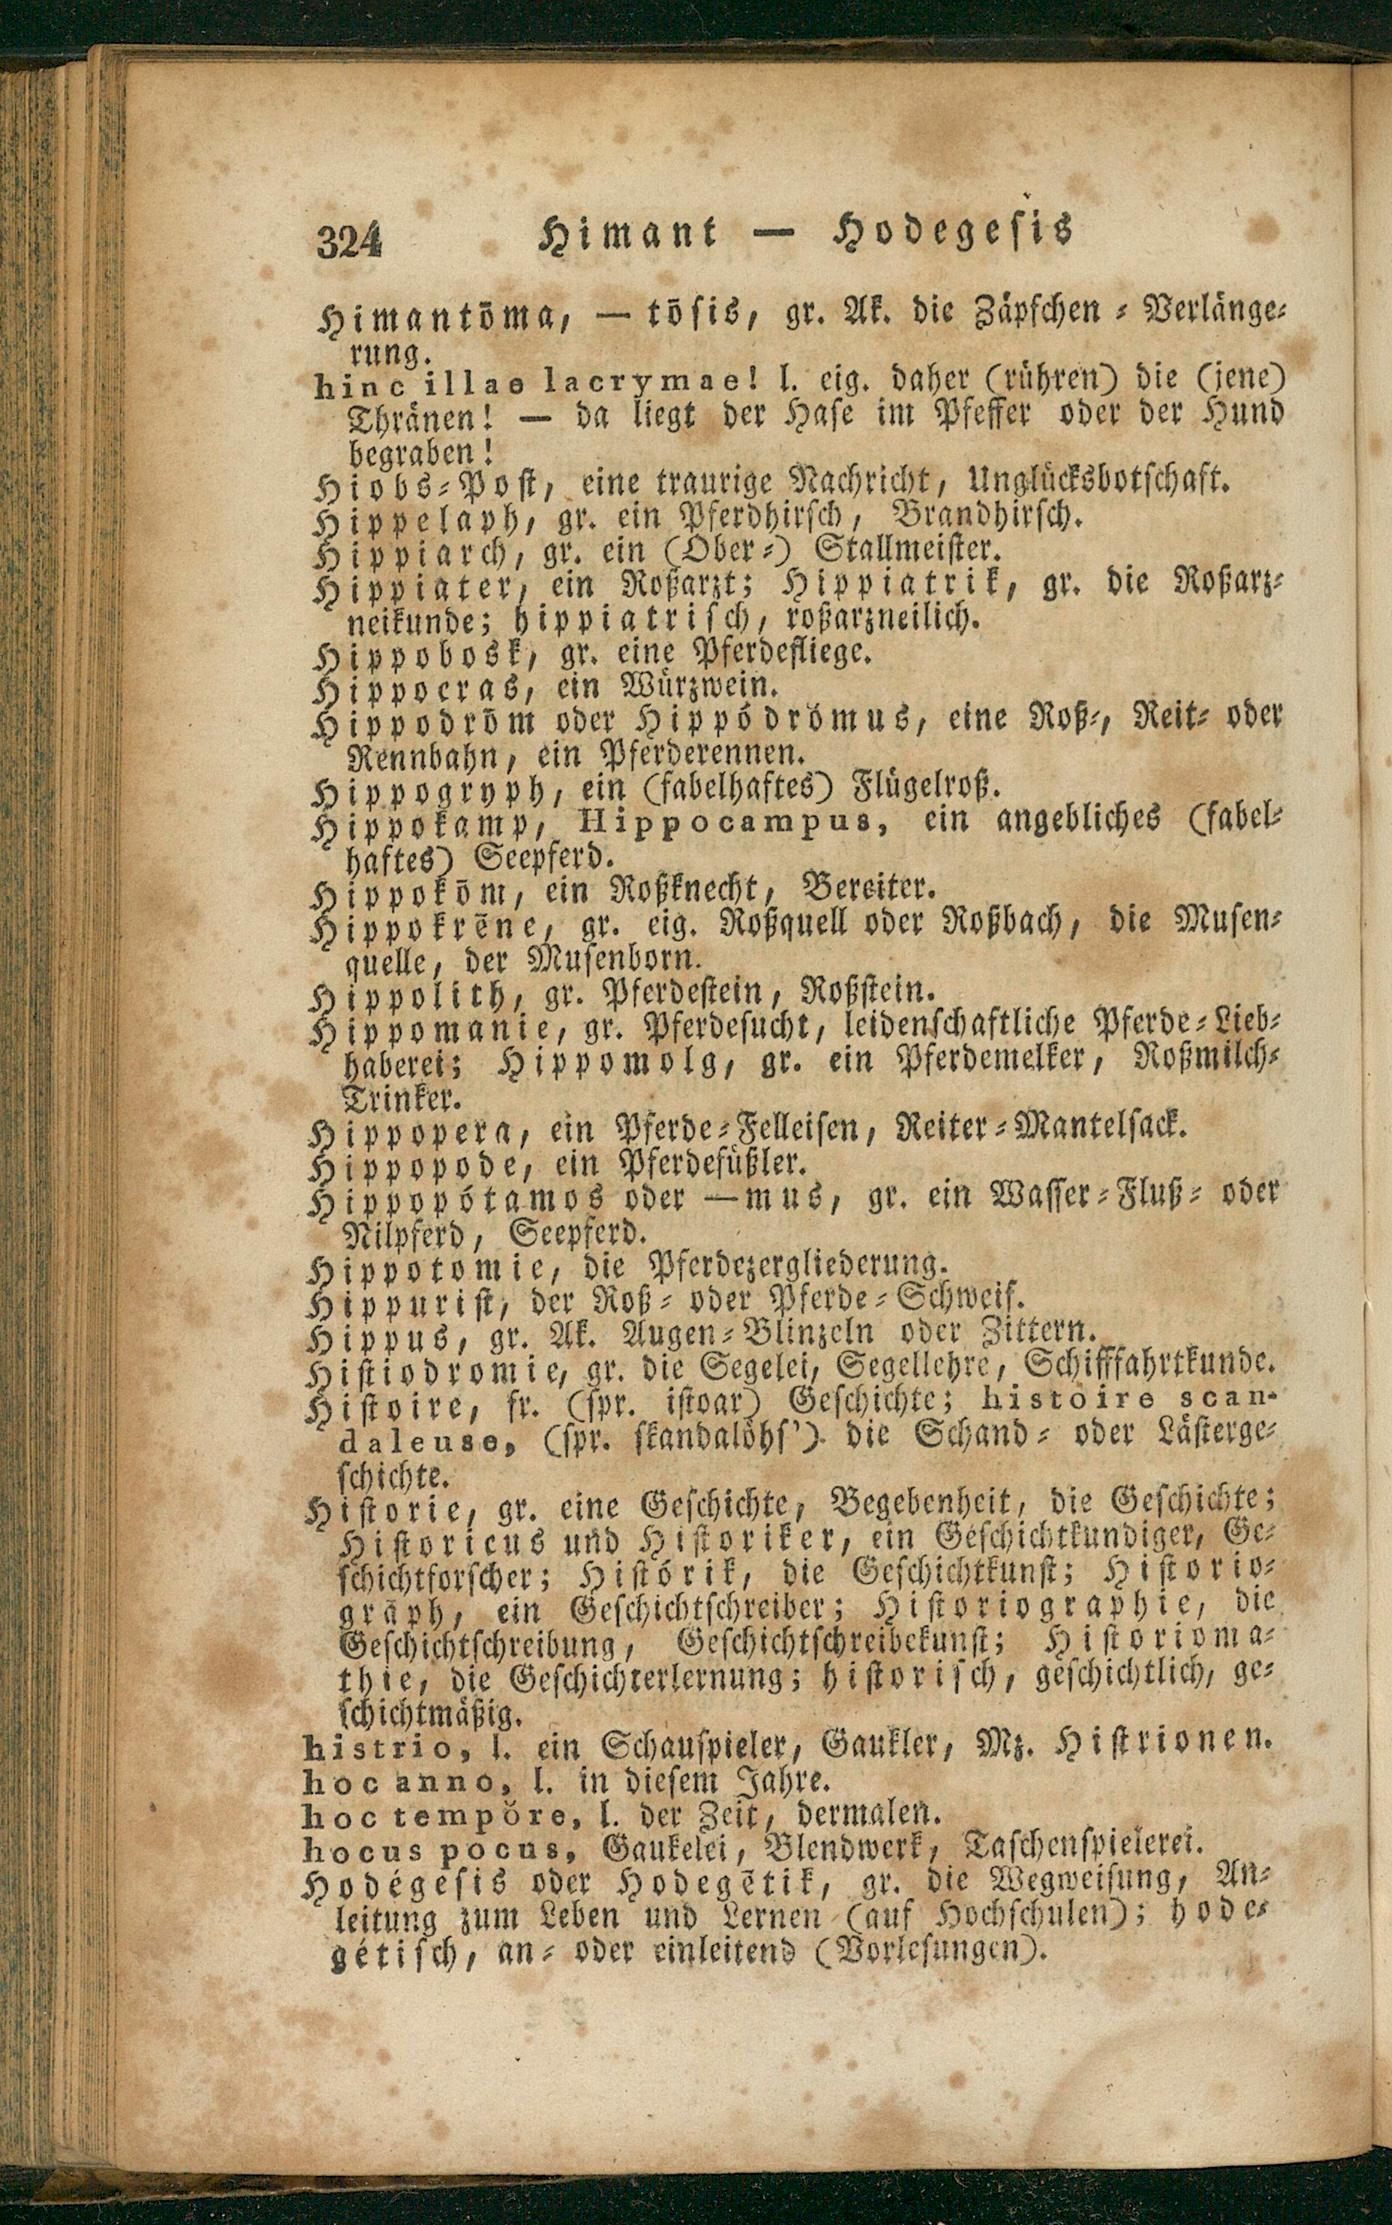 324 Himant — Hodegesis
Himantōma, — tōsis, gr. Ak. die Zäpfchen-Verlänge-
rung.
hinc illae lacrymae! l. eig. daher (rühren) die (jene)
Thränen! — da liegt der Hase im Pfeffer oder der Hund
begraben!
Hiobs-Post, eine traurige Nachricht, Unglücksbotschaft.
Hippelaph, gr. ein Pferdhirsch, Brandhirsch.
Hippiarch, gr. ein (Ober-) Stallmeister.
Hippiater, ein Roßarzt; Hippiatrik, gr. die Roßarz-
neikunde; hippiatrisch, roßarzneilich.
Hippobosk, gr. eine Pferdefliege.
Hippocras, ein Würzwein.
Hippodrōm oder Hippódrŏmus, eine Roß-, Reit- oder
Rennbahn, ein Pferderennen.
Hippogryph, ein (fabelhaftes) Flügelroß.
Hippokamp, Hippocampus, ein angebliches (fabel-
haftes) Seepferd.
Hippokōm, ein Roßknecht, Bereiter.
Hippokrēne, gr. eig. Roßquell oder Roßbach, die Musen-
quelle, der Musenborn.
Hippolith, gr. Pferdestein, Roßstein.
Hippomanie, gr. Pferdesucht, leidenschaftliche Pferde-Lieb-
haberei; Hippomolg, gr. ein Pferdemelker, Roßmilch-
Trinker.
Hippopera, ein Pferde-Felleisen, Reiter-Mantelsack.
Hippopode, ein Pferdefüßler.
Hippopótamos oder —mus, gr. ein Wasser-Fluß- oder
Nilpferd, Seepferd.
Hippotomie, die Pferdezergliederung.
Hippurist, der Roß- oder Pferde-Schweif.
Hippus, gr. Ak. Augen-Blinzeln oder Zittern.
Histiodromie, gr. die Segelei, Segellehre, Schifffahrtkunde.
Histoire, fr. (spr. istoar) Geschichte; histoire scan-
daleuse, (spr. skandalöhs') die Schand- oder Lästerge-
schichte.
Historie, gr. eine Geschichte, Begebenheit, die Geschichte;
Historicus und Historiker, ein Geschichtkundiger, Ge-
schichtforscher; Histórik, die Geschichtkunst; Historio-
grāph, ein Geschichtschreiber; Historiographie, die
Geschichtschreibung, Geschichtschreibekunst; Historioma-
thie, die Geschichterlernung; historisch, geschichtlich, ge-
schichtmäßig.
histrio, l. ein Schauspieler, Gaukler, Mz. Histrionen.
hoc anno, l. in diesem Jahre.
hoc tempŏre, l. der Zeit, dermalen.
hocus pocus, Gaukelei, Blendwerk, Taschenspielerei.
Hodégesis oder Hodegētik, gr. die Wegweisung, An-
leitung zum Leben und Lernen (auf Hochschulen); hode-
gétisch, an- oder einleitend (Vorlesungen).